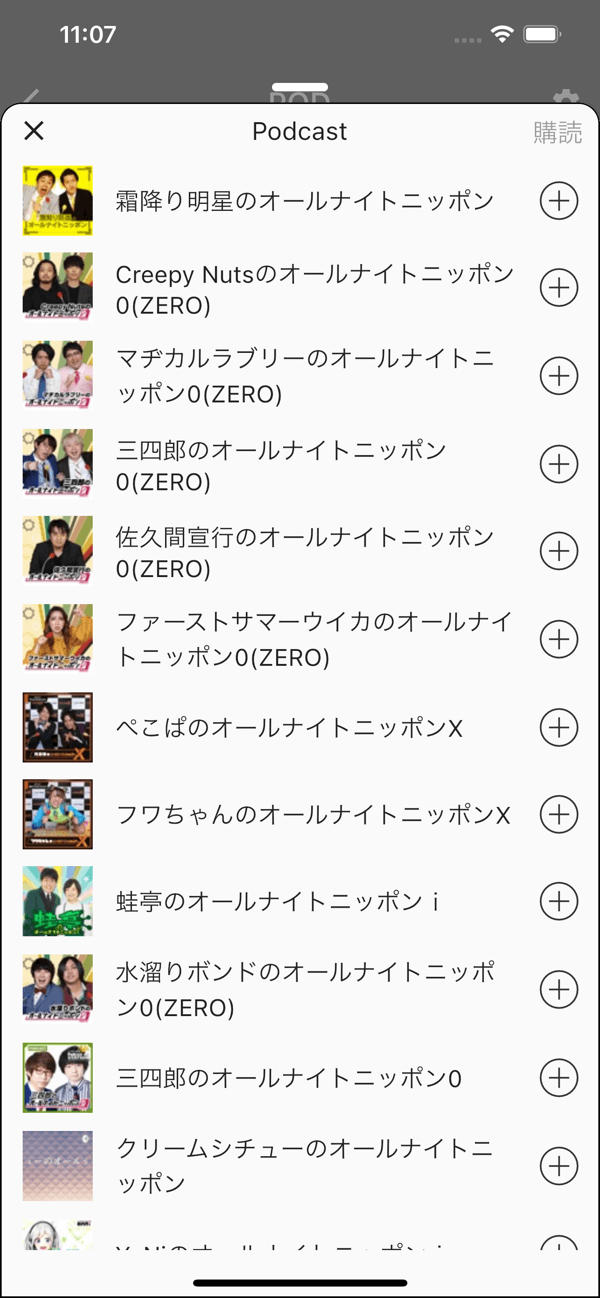 11:07
POD
Podcast
購読
霜降り明星のオールナイトニッポン
Creepy Nutsのオールナイトニッポン
0(ZERO)
マヂカルラブリーのオールナイトニ
ッポン0(ZERO)
三四郎のオールナイトニッポン
0(ZERO)
佐久間宣行のオールナイトニッポン
0(ZERO)
ファーストサマーウイカのオールナイ
トニッポン0(ZERO)
ぺこぱのオールナイトニッポンX
フワちゃんのオールナイトニッポンX
蛙亭のオールナイトニッポン i
水溜りボンドのオールナイトニッポ
ン0(ZERO)
三四郎のオールナイトニッポン0
クリームシチューのオールナイトニ
ッポン